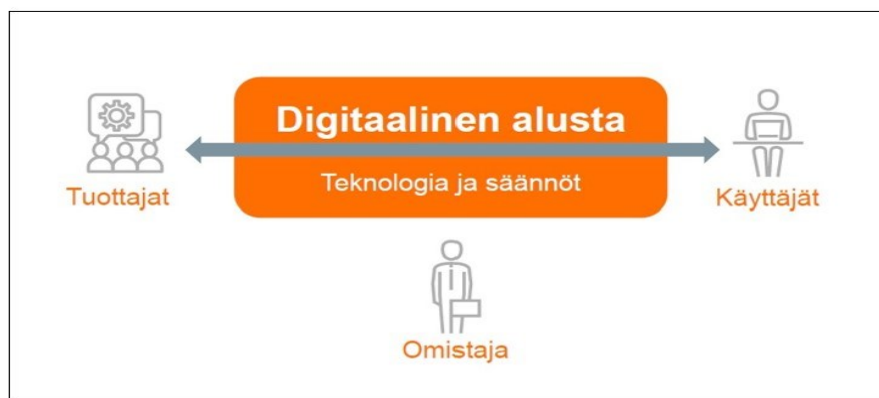 Digitaalinen alusta
Teknologia ja säännöt
Tuottajat
Käyttäjät
Omistaja